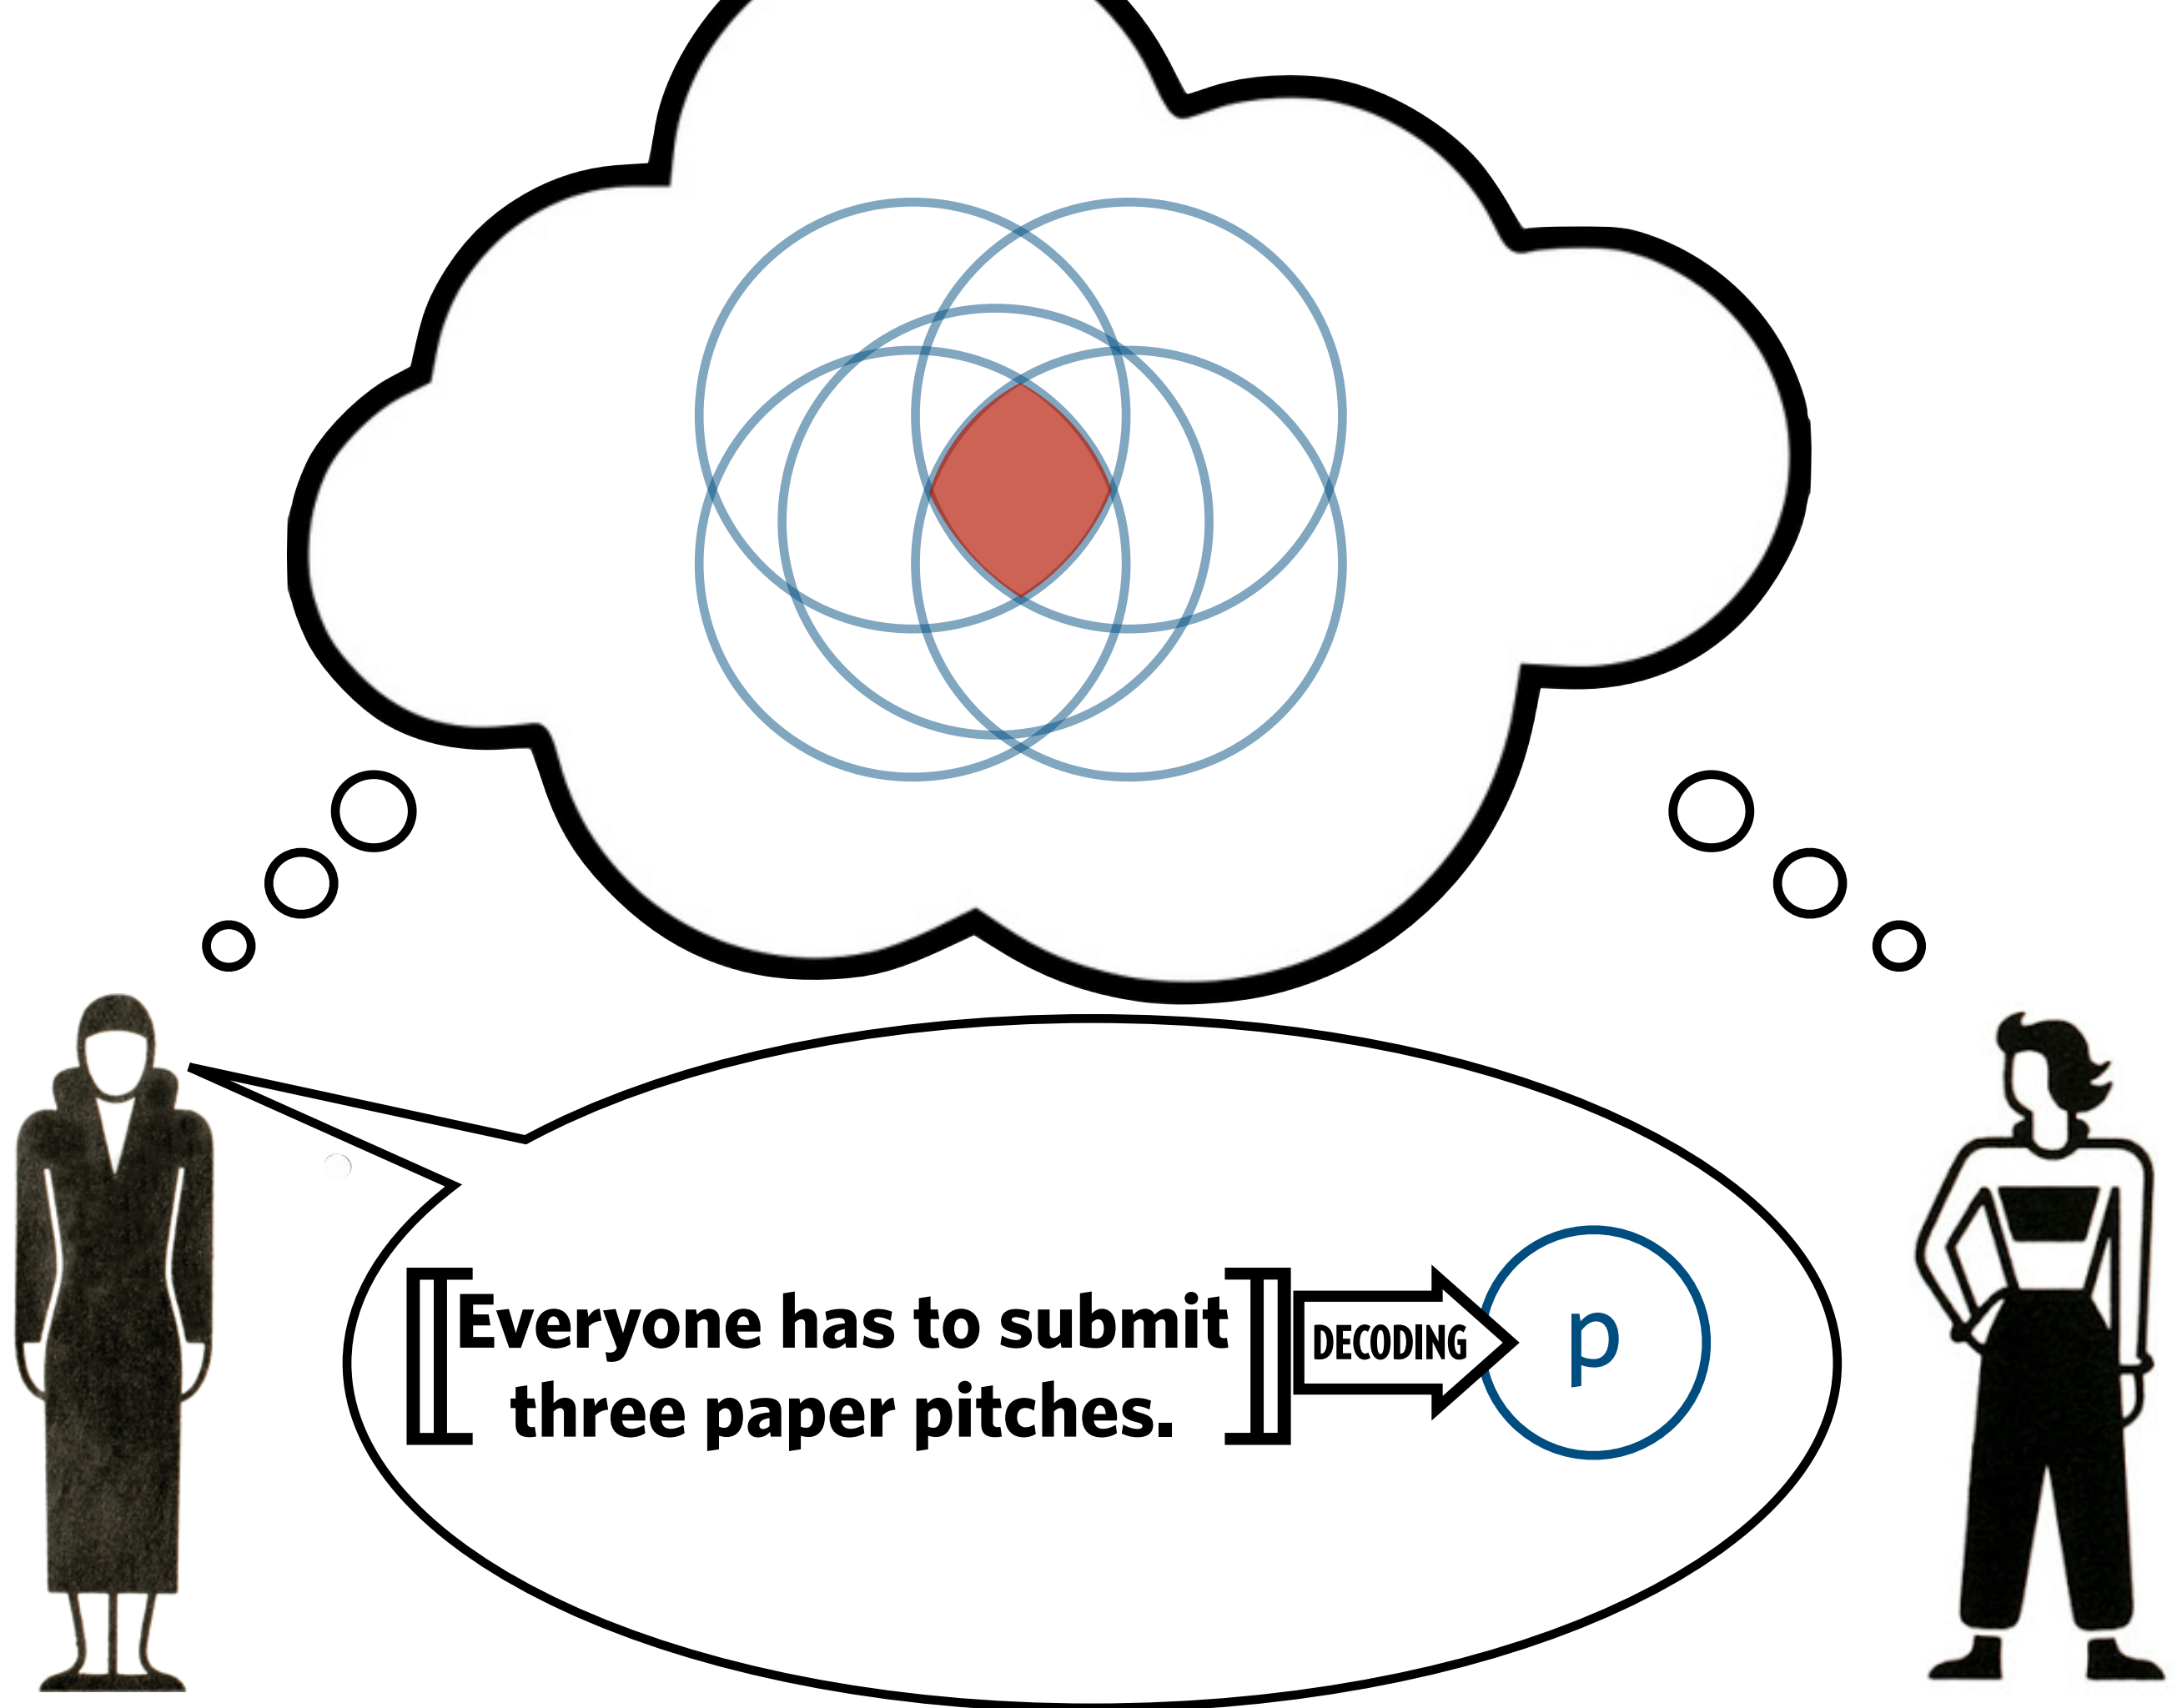 Everyone has to submit
three paper pitches.
DECODING
p